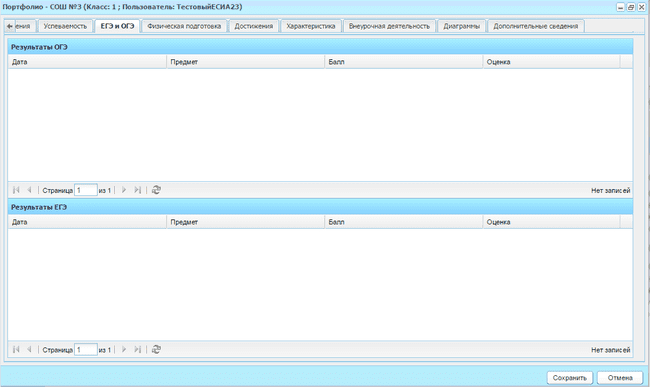 Портфолио - СОШ №3 (Класс: 1 ; Пользователь: ТестовыйЕСИА23)
ения Успеваемость ЕГЭ и ОГЭ Физическая подготовка Достижения Характеристика Внеурочная деятельность Диаграммы Дополнительные сведения
Результаты ОГЭ
Дата Предмет Балл Оценка
Страница 1 из 1 Нет записей
Результаты ЕГЭ
Дата Предмет Балл Оценка
Страница 1 из 1 Нет записей
Сохранить Отмена